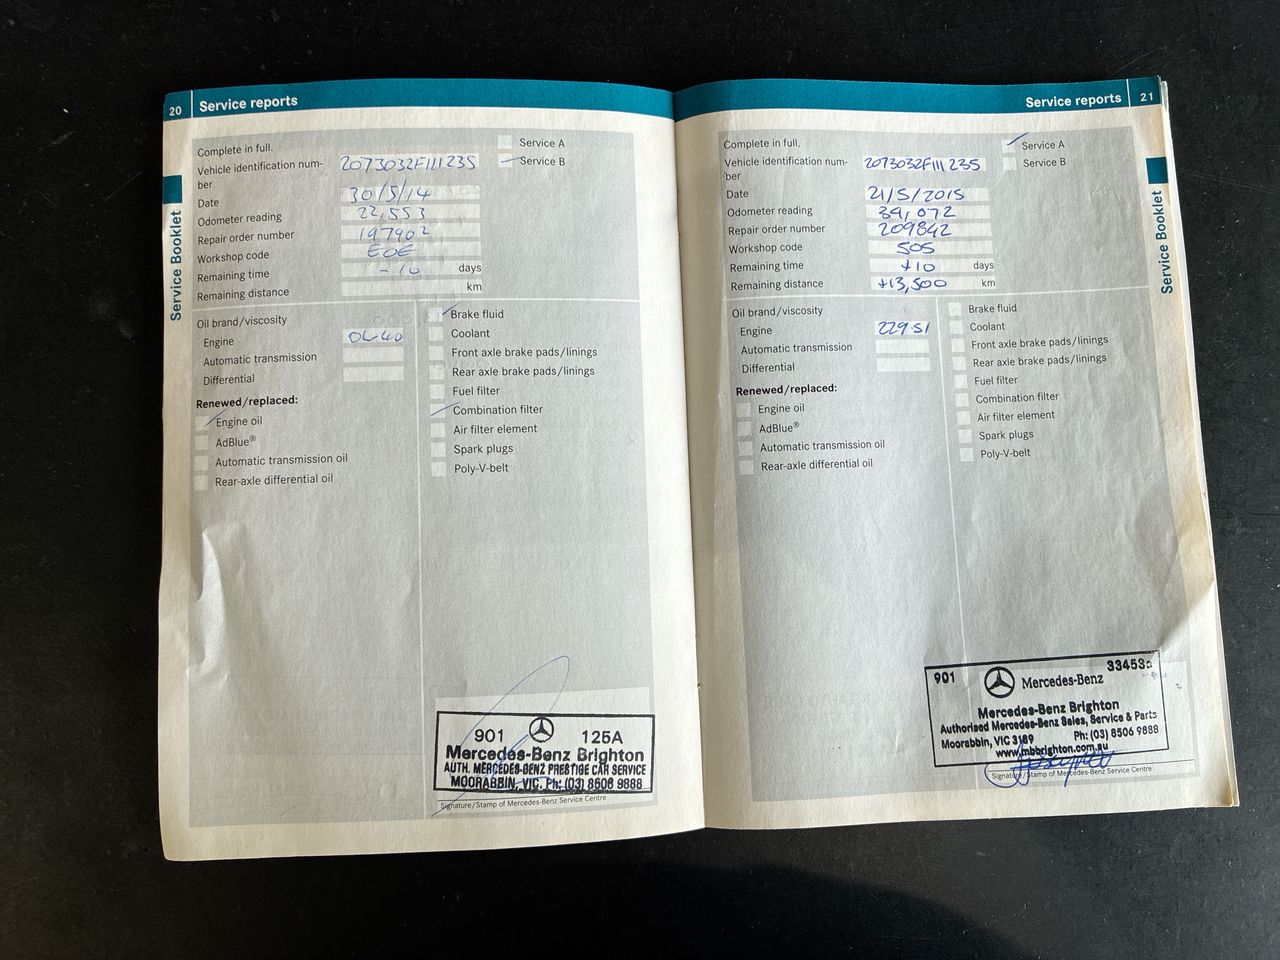 20 Service reports
Complete in full.
Service A
Service B
Vehicle identification num-
ber
2073032F111235
Date 30/5/14
Odometer reading 22,553
Repair order number 197902
Workshop code EOE
Remaining time -10 days
Remaining distance km
Oil brand/viscosity
Engine
Automatic transmission
Differential
Renewed/replaced:
Engine oil
AdBlue®
Automatic transmission oil
Rear-axle differential oil
Brake fluid
Coolant
Front axle brake pads/linings
Rear axle brake pads/linings
Fuel filter
Combination filter
Air filter element
Spark plugs
Poly-V-belt
901 125A
Mercedes-Benz Brighton
AUTH. MERCEDES-BENZ PRESTIGE CAR SERVICE
MOORABBIN, VIC. Ph: (03) 8506 9888
Signature/Stamp of Mercedes-Benz Service Centre
Service Booklet
Service reports 21
Complete in full.
Service A
Service B
Vehicle identification num-
ber
2073032F111235
Date 21/5/2015
Odometer reading 39,072
Repair order number 209842
Workshop code 505
Remaining time +10 days
Remaining distance +13,500 km
Oil brand/viscosity
Engine 229.51
Automatic transmission
Differential
Renewed/replaced:
Engine oil
AdBlue®
Automatic transmission oil
Rear-axle differential oil
Brake fluid
Coolant
Front axle brake pads/linings
Rear axle brake pads/linings
Fuel filter
Combination filter
Air filter element
Spark plugs
Poly-V-belt
901 Mercedes-Benz
Mercedes-Benz Brighton
Authorised Mercedes-Benz Sales, Service & Parts
Moorabbin, VIC 3189 Ph: (03) 8506 9888
www.mbbrighton.com.au
Signature/Stamp of Mercedes-Benz Service Centre
Service Booklet